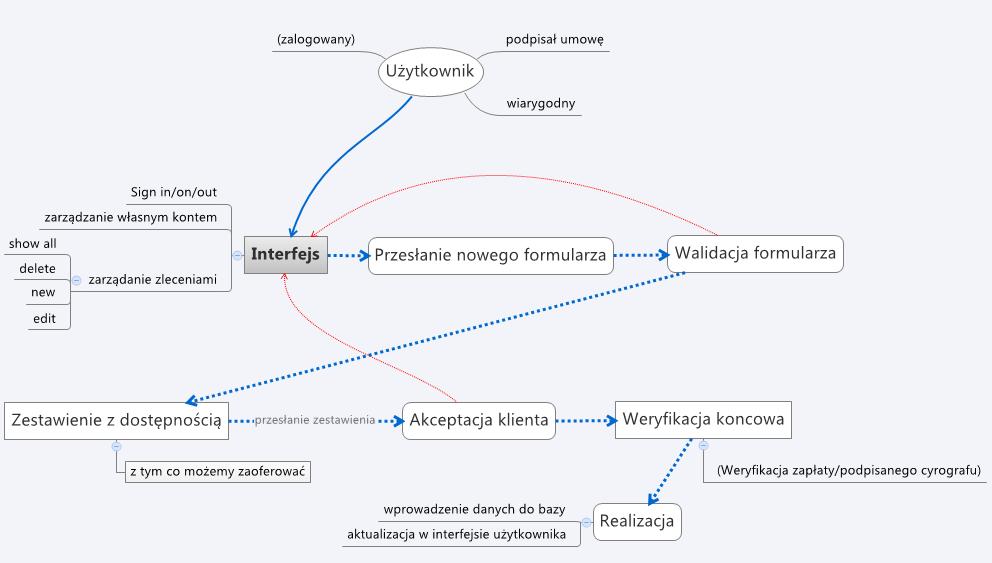 (zalogowany)
podpisał umowę
Użytkownik
wiarygodny
Sign in/on/out
zarządzanie własnym kontem
show all
delete
zarządanie zleceniami
new
edit
Interfejs
Przesłanie nowego formularza
Walidacja formularza
Zestawienie z dostępnością
przesłanie zestawienia
Akceptacja klienta
Weryfikacja koncowa
z tym co możemy zaoferować
(Weryfikacja zapłaty/podpisanego cyrografu)
wprowadzenie danych do bazy
Realizacja
aktualizacja w interfejsie użytkownika